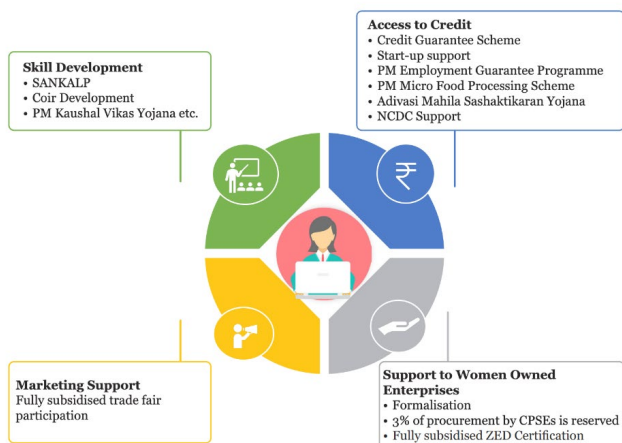 Skill Development
• SANKALP
• Coir Development
• PM Kaushal Vikas Yojana etc.
Access to Credit
• Credit Guarantee Scheme
• Start-up support
• PM Employment Guarantee Programme
• PM Micro Food Processing Scheme
• Adivasi Mahila Sashaktikaran Yojana
• NCDC Support
₹
Marketing Support
Fully subsidised trade fair
participation
Support to Women Owned
Enterprises
• Formalisation
• 3% of procurement by CPSEs is reserved
• Fully subsidised ZED Certification